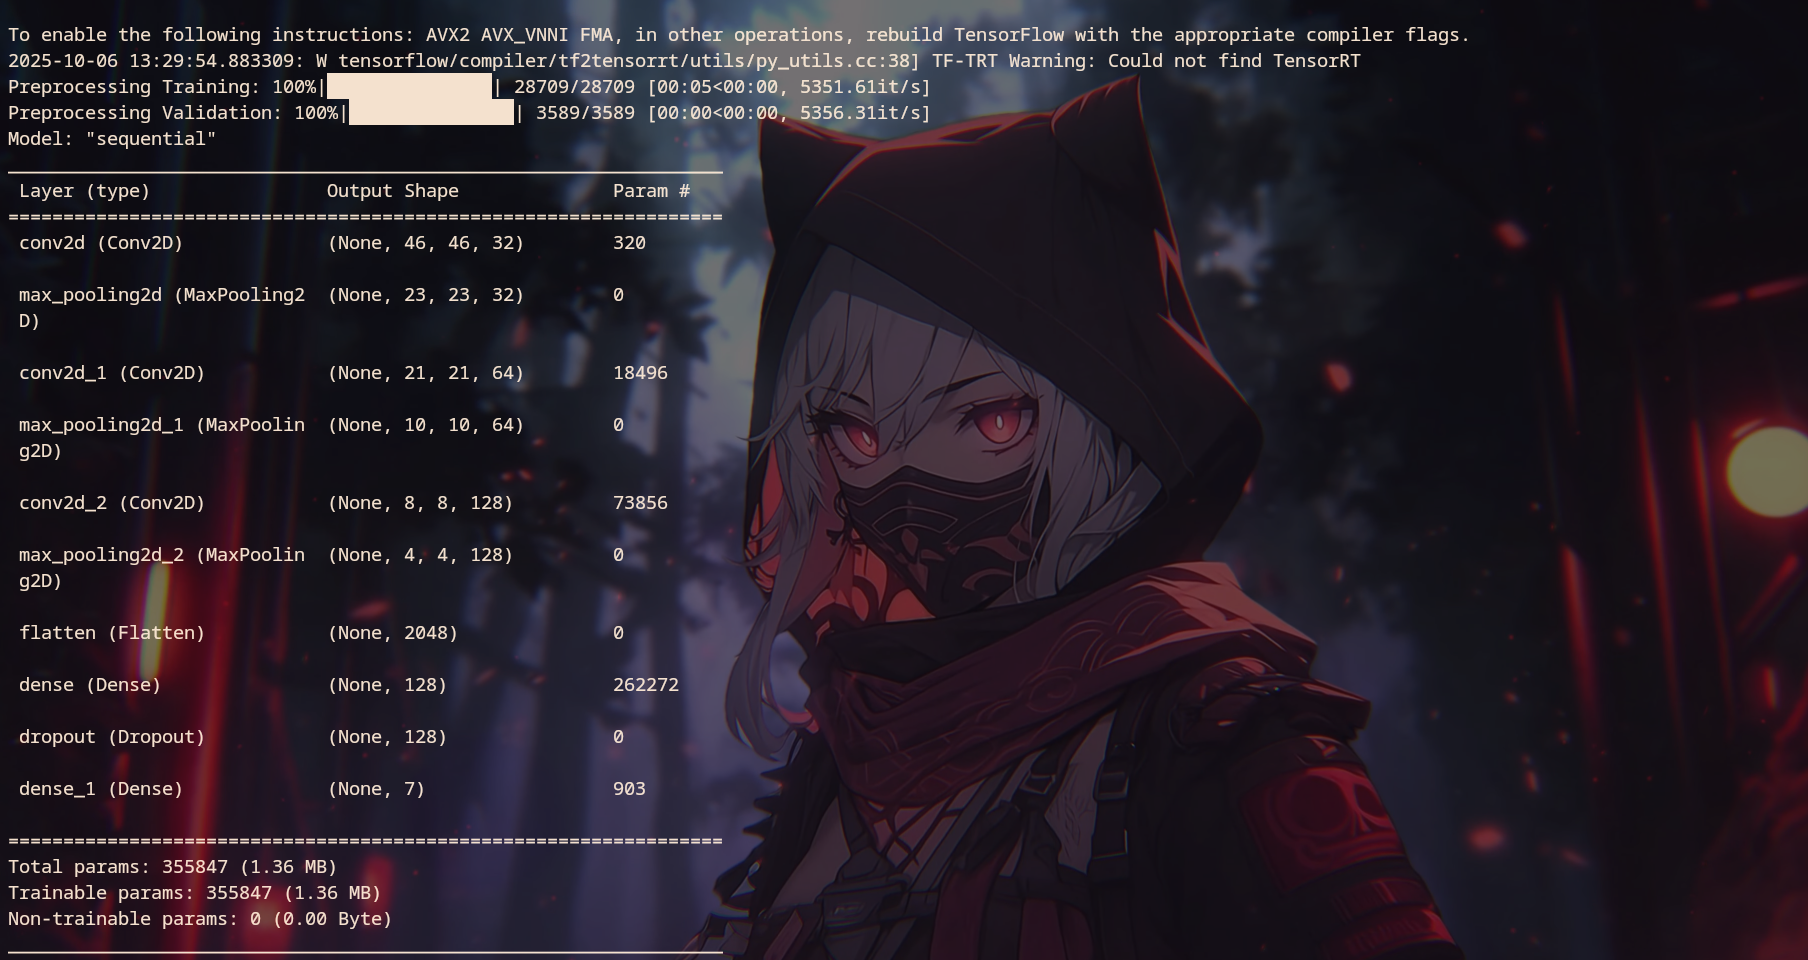 To enable the following instructions: AVX2 AVX_VNNI FMA, in other operations, rebuild TensorFlow with the appropriate compiler flags.
2025-10-06 13:29:54.883309: W tensorflow/compiler/tf2tensorrt/utils/py_utils.cc:38] TF-TRT Warning: Could not find TensorRT
Preprocessing Training: 100%|███████████████| 28709/28709 [00:05<00:00, 5351.61it/s]
Preprocessing Validation: 100%|███████████████| 3589/3589 [00:00<00:00, 5356.31it/s]
Model: "sequential"
_________________________________________________________________
 Layer (type)                Output Shape              Param #
=================================================================
 conv2d (Conv2D)             (None, 46, 46, 32)        320
 max_pooling2d (MaxPooling2  (None, 23, 23, 32)        0
 D)
 conv2d_1 (Conv2D)           (None, 21, 21, 64)        18496
 max_pooling2d_1 (MaxPoolin  (None, 10, 10, 64)        0
 g2D)
 conv2d_2 (Conv2D)           (None, 8, 8, 128)         73856
 max_pooling2d_2 (MaxPoolin  (None, 4, 4, 128)         0
 g2D)
 flatten (Flatten)           (None, 2048)              0
 dense (Dense)               (None, 128)               262272
 dropout (Dropout)           (None, 128)               0
 dense_1 (Dense)             (None, 7)                 903
=================================================================
Total params: 355847 (1.36 MB)
Trainable params: 355847 (1.36 MB)
Non-trainable params: 0 (0.00 Byte)
_________________________________________________________________